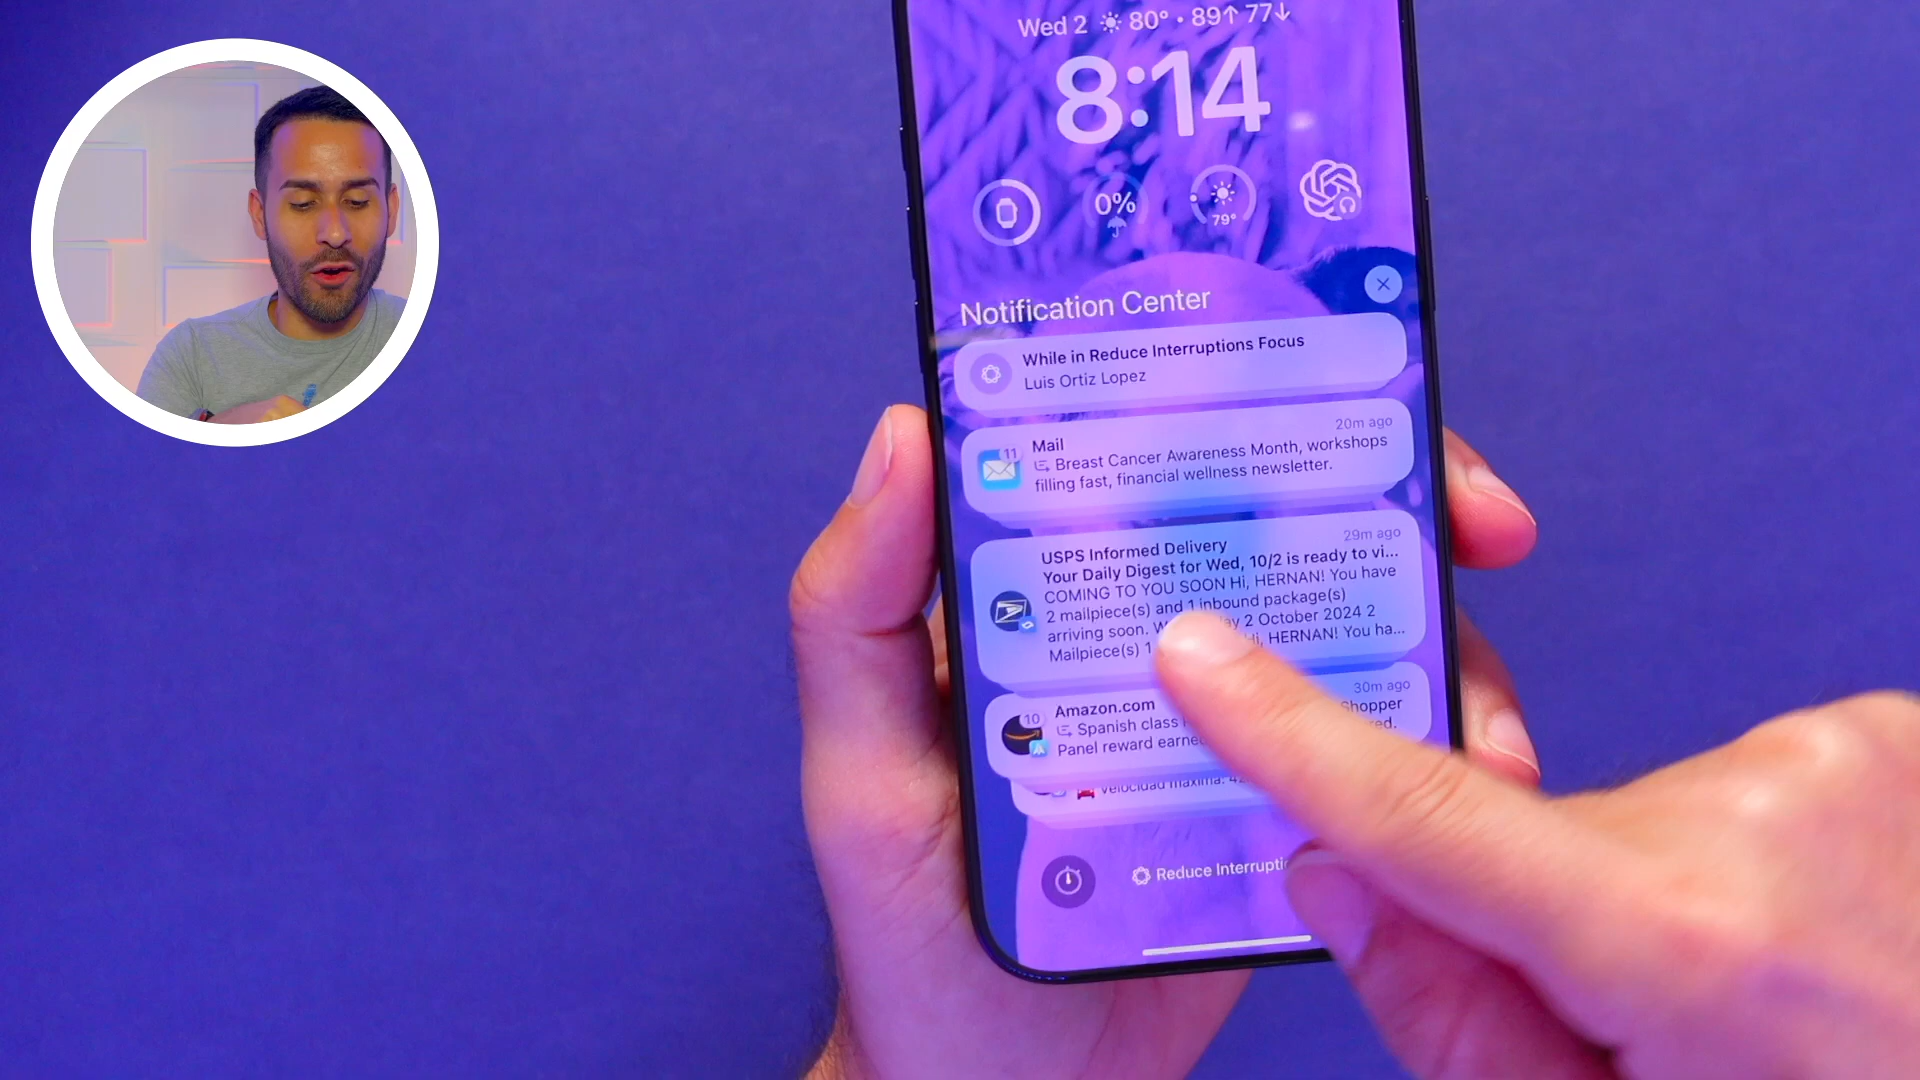 Wed 2 80° • 89↑ 77↓
8:14
0%
79°
Notification Center
While in Reduce Interruptions Focus
Luis Ortiz Lopez
20m ago
11
Mail
Breast Cancer Awareness Month, workshops
filling fast, financial wellness newsletter.
29m ago
USPS Informed Delivery
Your Daily Digest for Wed, 10/2 is ready to vi...
COMING TO YOU SOON Hi, HERNAN! You have
2 mailpiece(s) and 1 inbound package(s)
arriving soon. 2 October 2024 2
Mailpiece(s) 1 Hi, HERNAN! You ha...
30m ago
10
Amazon.com
Spanish class Shopper
Panel reward
Velocidad máxima:
Reduce